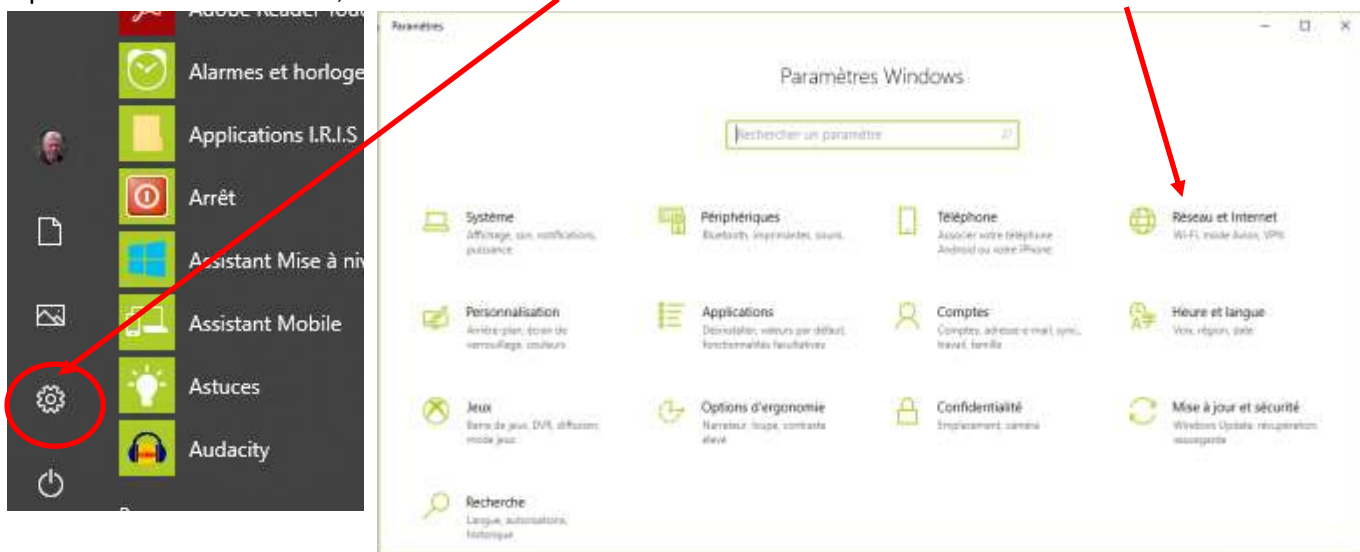 Adobe Reader Tou
Alarmes et horloge
Applications I.R.I.S
Arrêt
Assistant Mise à niv
Assistant Mobile
Astuces
Audacity
Paramètres
Paramètres Windows
Rechercher un paramètre
Système
Affichage, son, notifications,
puissance
Périphériques
Bluetooth, imprimantes, souris
Téléphone
Associer votre téléphone
Android ou votre iPhone
Réseau et Internet
Wi-Fi, mode Avion, VPN
Personnalisation
Arrière-plan, écran de
verrouillage, couleurs
Applications
Désinstaller, valeurs par défaut,
fonctionnalités facultatives
Comptes
Comptes, adresse e-mail, sync.,
travail, famille
Heure et langue
Voix, région, date
Jeux
Barre de jeux, DVR, diffusion,
mode jeux
Options d'ergonomie
Narrateur, loupe, contraste
élevé
Confidentialité
Emplacement, caméra
Mise à jour et sécurité
Windows Update, récupération,
sauvegarde
Recherche
Langue, autorisations,
historique